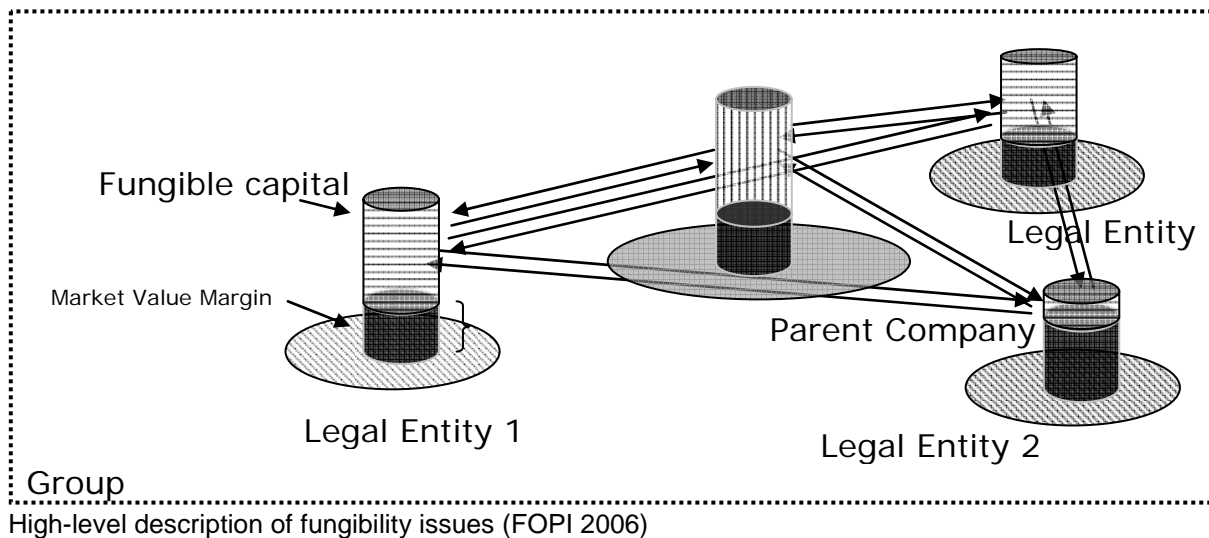 Fungible capital
Market Value Margin
Legal Entity
Parent Company
Legal Entity 1
Legal Entity 2
Group
High-level description of fungibility issues (FOPI 2006)